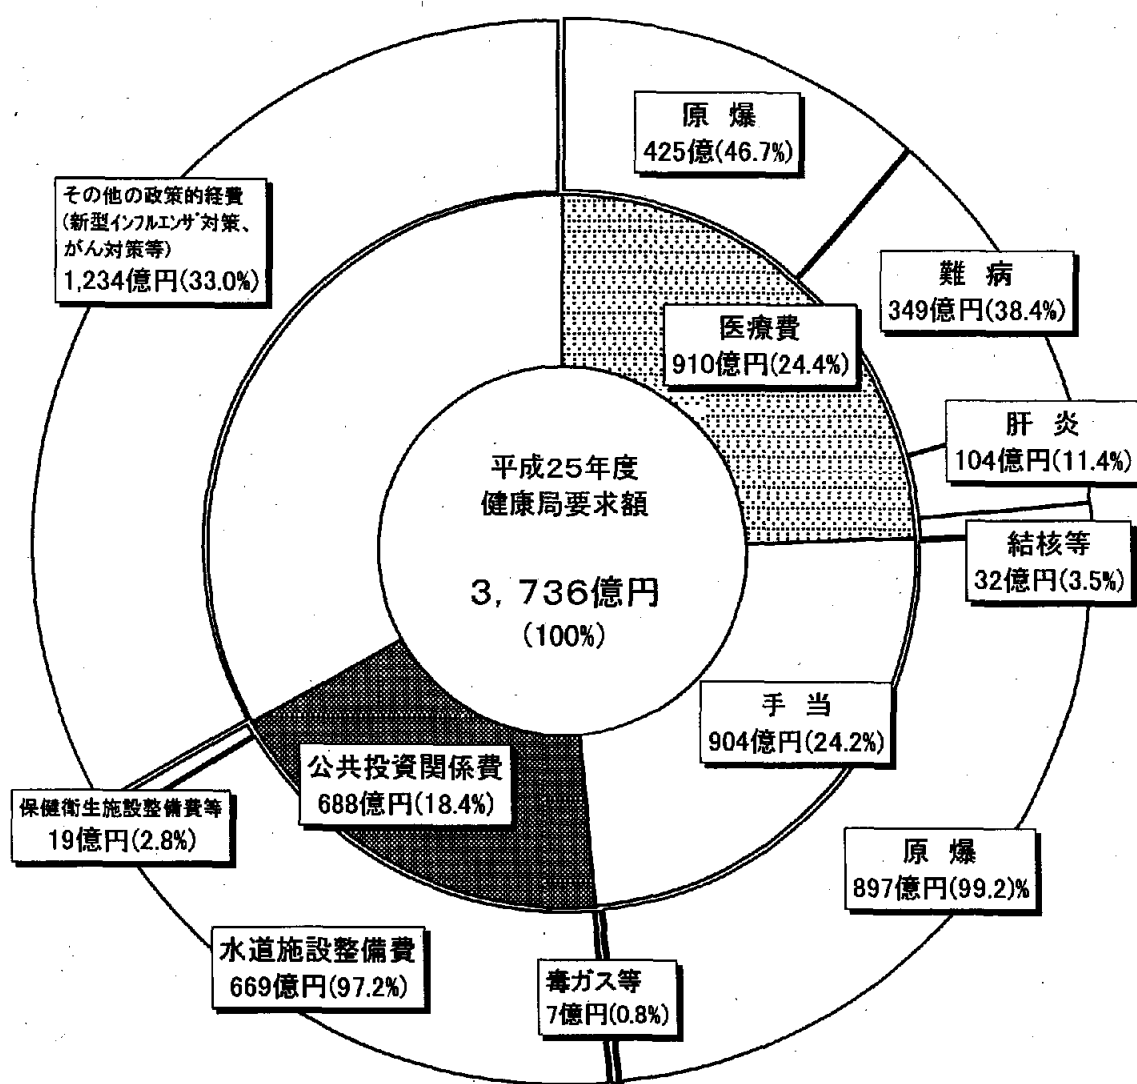 原爆
425億(46.7%)
その他の政策的経費
(新型インフルエンザ対策、
がん対策等)
1,234億円(33.0%)
難病
349億円(38.4%)
医療費
910億円(24.4%)
肝炎
104億円(11.4%)
平成25年度
健康局要求額
3,736億円
(100%)
結核等
32億円(3.5%)
手当
904億円(24.2%)
公共投資関係費
688億円(18.4%)
保健衛生施設整備費等
19億円(2.8%)
原爆
897億円(99.2)%
水道施設整備費
669億円(97.2%)
毒ガス等
7億円(0.8%)